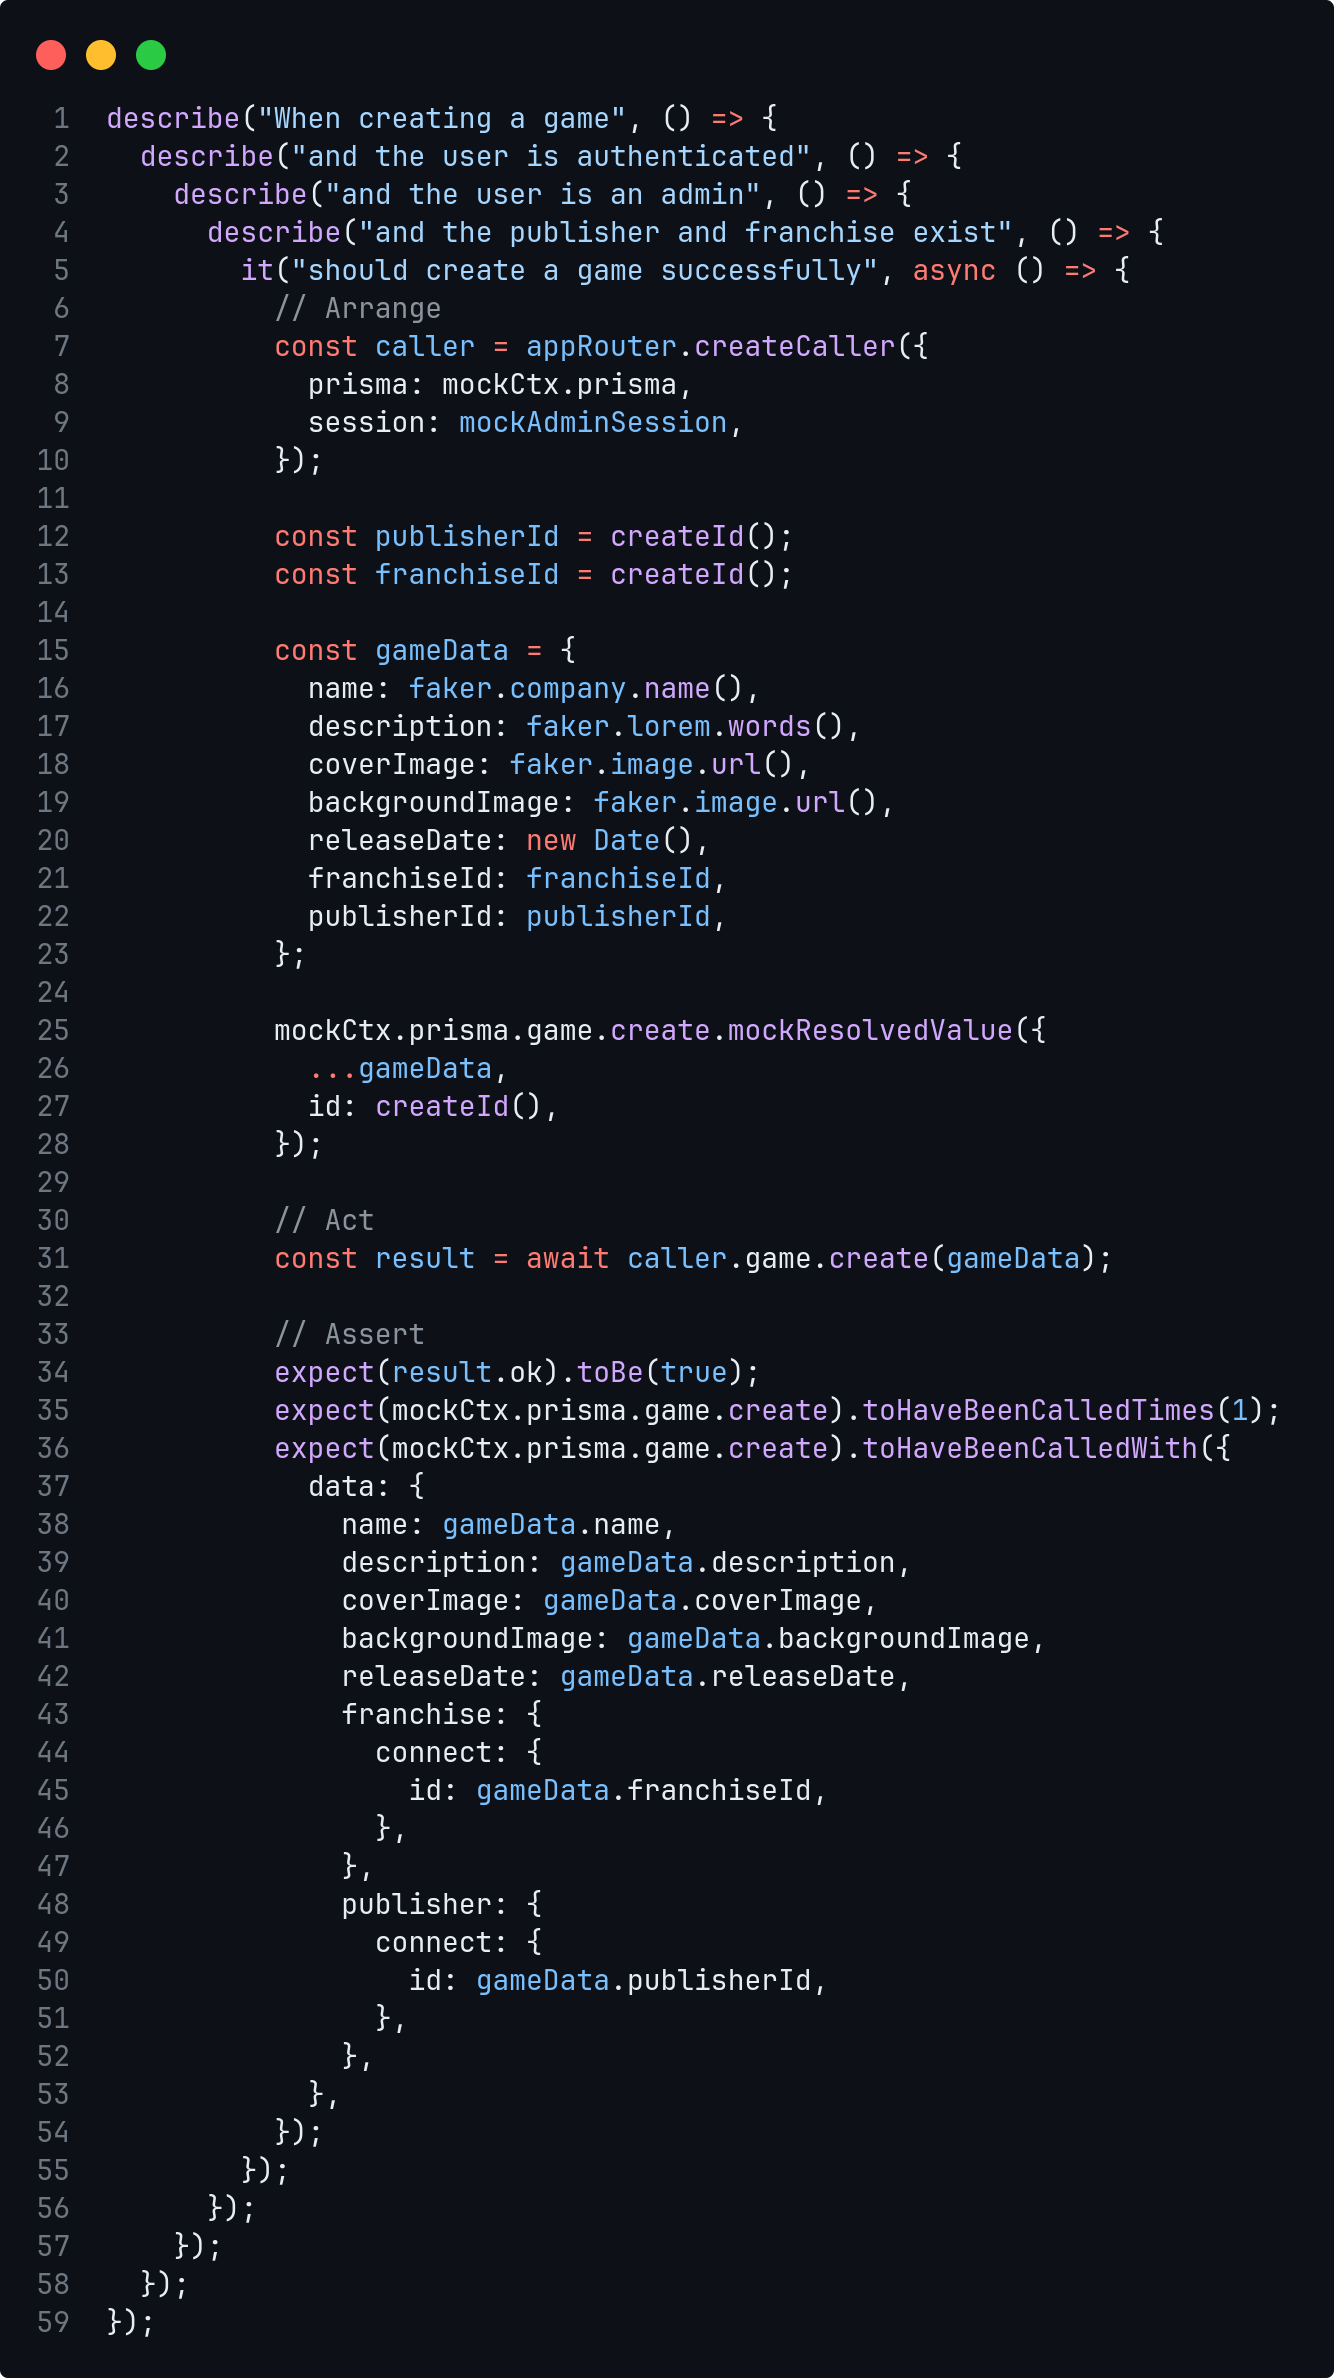 1 describe("When creating a game", () => {
2   describe("and the user is authenticated", () => {
3     describe("and the user is an admin", () => {
4       describe("and the publisher and franchise exist", () => {
5         it("should create a game successfully", async () => {
6           // Arrange
7           const caller = appRouter.createCaller({
8             prisma: mockCtx.prisma,
9             session: mockAdminSession,
10           });
11
12           const publisherId = createId();
13           const franchiseId = createId();
14
15           const gameData = {
16             name: faker.company.name(),
17             description: faker.lorem.words(),
18             coverImage: faker.image.url(),
19             backgroundImage: faker.image.url(),
20             releaseDate: new Date(),
21             franchiseId: franchiseId,
22             publisherId: publisherId,
23           };
24
25           mockCtx.prisma.game.create.mockResolvedValue({
26             ...gameData,
27             id: createId(),
28           });
29
30           // Act
31           const result = await caller.game.create(gameData);
32
33           // Assert
34           expect(result.ok).toBe(true);
35           expect(mockCtx.prisma.game.create).toHaveBeenCalledTimes(1);
36           expect(mockCtx.prisma.game.create).toHaveBeenCalledWith({
37             data: {
38               name: gameData.name,
39               description: gameData.description,
40               coverImage: gameData.coverImage,
41               backgroundImage: gameData.backgroundImage,
42               releaseDate: gameData.releaseDate,
43               franchise: {
44                 connect: {
45                   id: gameData.franchiseId,
46                 },
47               },
48               publisher: {
49                 connect: {
50                   id: gameData.publisherId,
51                 },
52               },
53             },
54           });
55         });
56       });
57     });
58   });
59 });